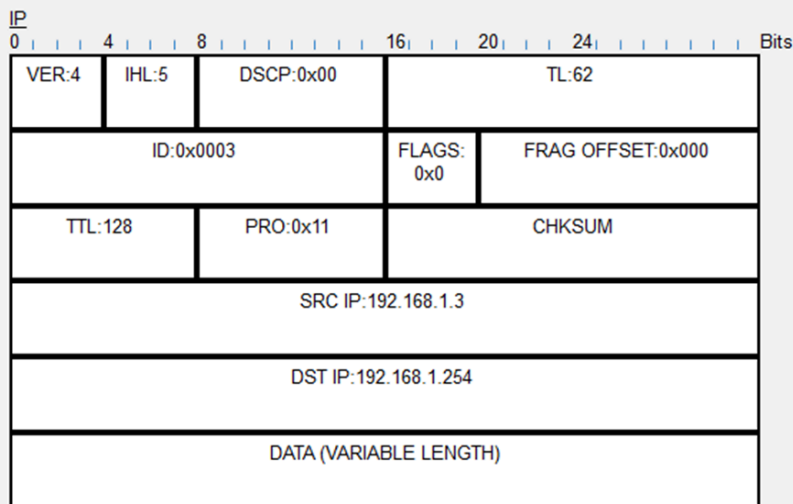 IP
0 4 8 16 20 24 Bits
VER:4 IHL:5 DSCP:0x00 TL:62
ID:0x0003 FLAGS: FRAG OFFSET:0x000
0x0
TTL:128 PRO:0x11 CHKSUM
SRC IP:192.168.1.3
DST IP:192.168.1.254
DATA (VARIABLE LENGTH)